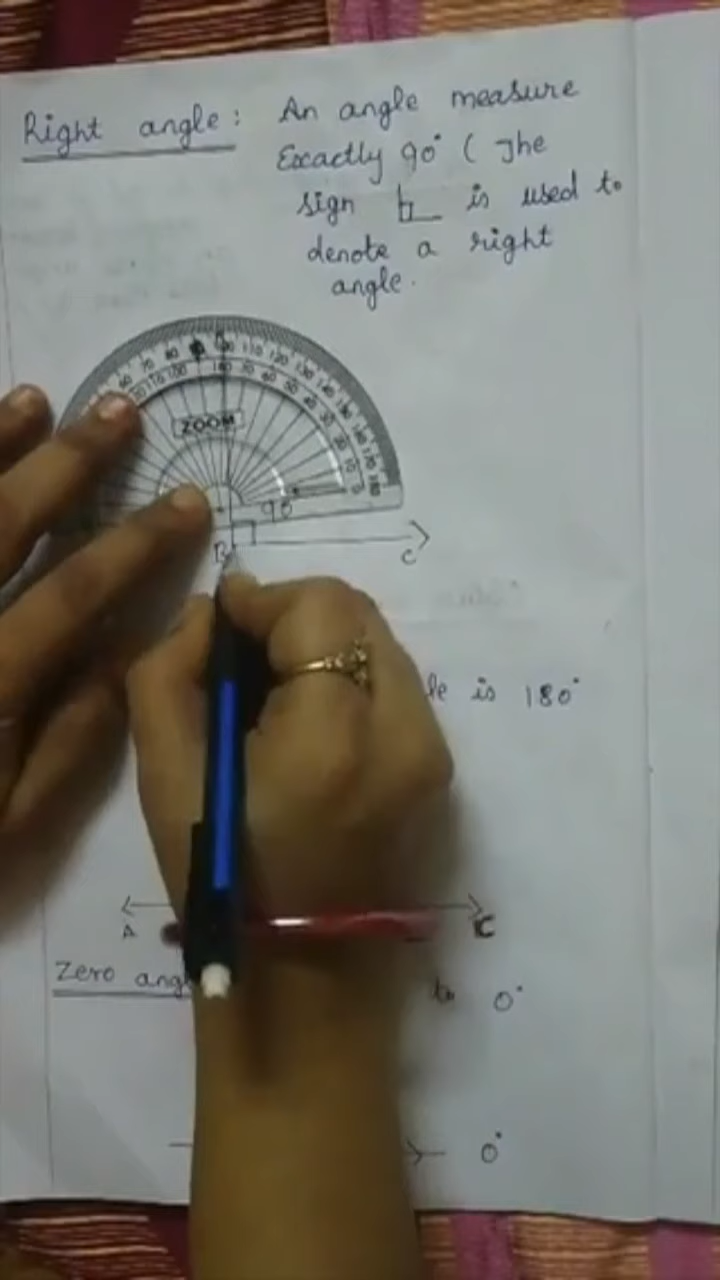 Right angle: An angle measure
Exactly 90° ( The
sign is used to
denote a right
angle.
ZOOM
90
B
C
le is 180°
A
C
Zero ang
to 0°
0°